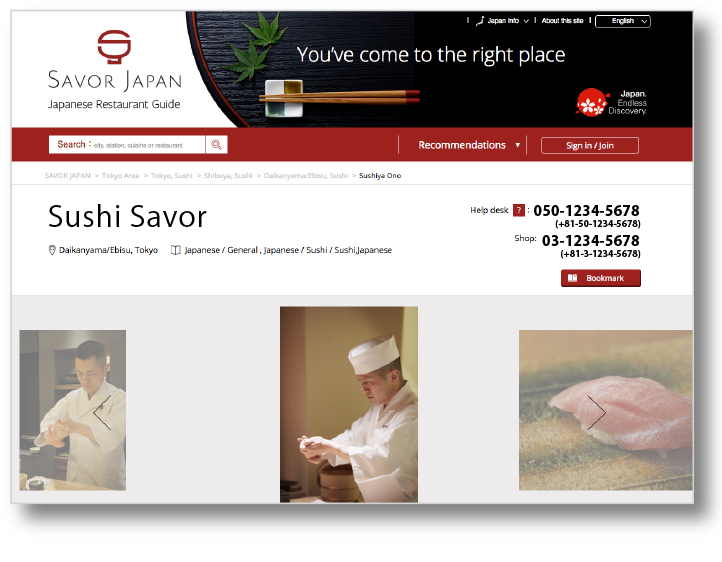 Japan Info
About this site
English
You've come to the right place
SAVOR JAPAN
Japanese Restaurant Guide
Japan.
Endless
Discovery.
Search : city, station, cuisine or restaurant
Recommendations ▼
Sign in / Join
SAVOR JAPAN > Tokyo Area > Tokyo, Sushi > Shibuya, Sushi > Daikanyama/Ebisu, Sushi > Sushiya Ono
Sushi Savor
Help desk ? : 050-1234-5678
(+81-50-1234-5678)
Shop: 03-1234-5678
(+81-3-1234-5678)
Daikanyama/Ebisu, Tokyo
Japanese / General , Japanese / Sushi / Sushi,Japanese
Bookmark